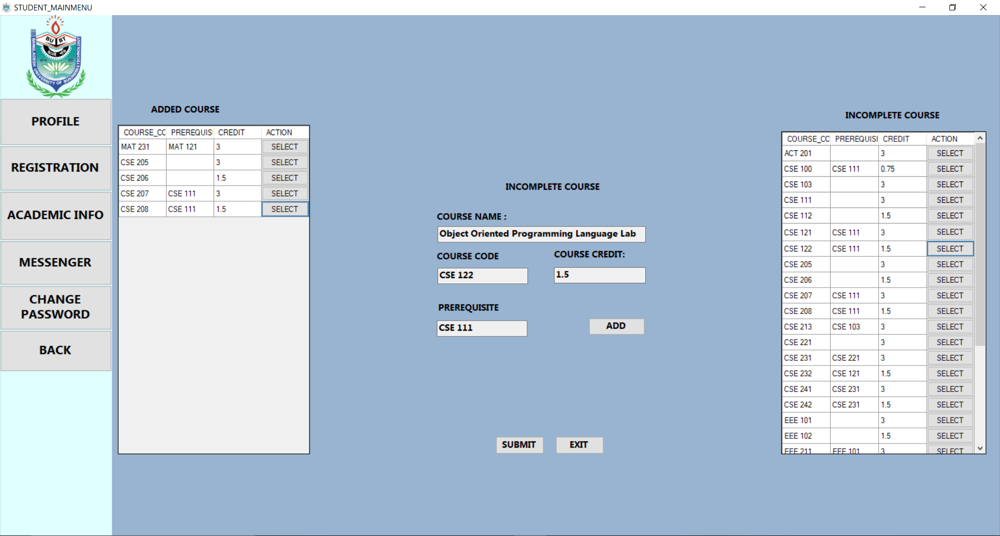 STUDENT_MAINMENU
BU BT
BANGLADESH UNIVERSITY OF BUSINESS & TECHNOLOGY
PROFILE
REGISTRATION
ACADEMIC INFO
MESSENGER
CHANGE
PASSWORD
BACK
ADDED COURSE
COURSE_CC PREREQUISI CREDIT ACTION
MAT 231 MAT 121 3 SELECT
CSE 205 3 SELECT
CSE 206 1.5 SELECT
CSE 207 CSE 111 3 SELECT
CSE 208 CSE 111 1.5 SELECT
INCOMPLETE COURSE
COURSE NAME :
Object Oriented Programming Language Lab
COURSE CODE COURSE CREDIT:
CSE 122 1.5
PREREQUISITE
CSE 111 ADD
SUBMIT EXIT
INCOMPLETE COURSE
COURSE_CO PREREQUISI CREDIT ACTION
ACT 201 3 SELECT
CSE 100 CSE 111 0.75 SELECT
CSE 103 3 SELECT
CSE 111 3 SELECT
CSE 112 1.5 SELECT
CSE 121 CSE 111 3 SELECT
CSE 122 CSE 111 1.5 SELECT
CSE 205 3 SELECT
CSE 206 1.5 SELECT
CSE 207 CSE 111 3 SELECT
CSE 208 CSE 111 1.5 SELECT
CSE 213 CSE 103 3 SELECT
CSE 221 3 SELECT
CSE 231 CSE 221 3 SELECT
CSE 232 CSE 121 1.5 SELECT
CSE 241 CSE 231 3 SELECT
CSE 242 CSE 231 1.5 SELECT
EEE 101 3 SELECT
EEE 102 1.5 SELECT
EEE 211 EEE 101 3 SELECT